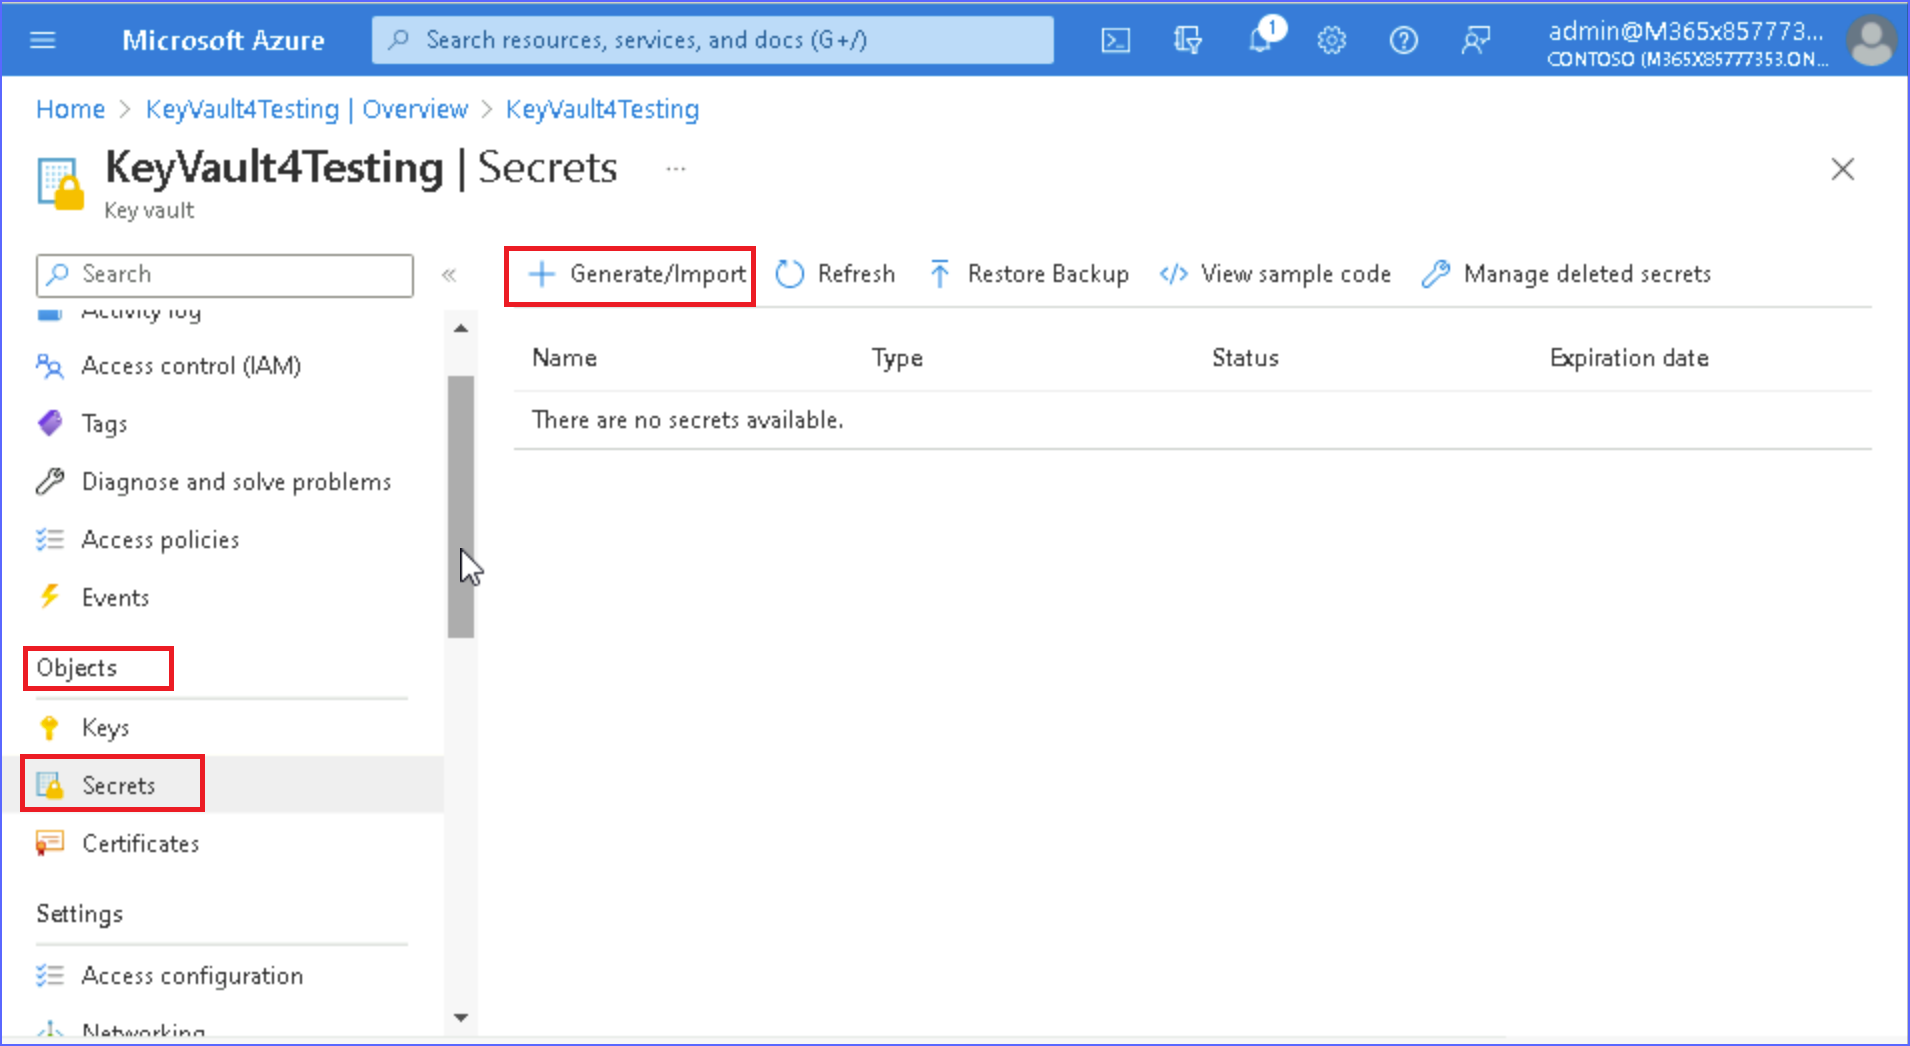 Microsoft Azure
Search resources, services, and docs (G+/)
1
admin@M365x857773...
CONTOSO (M365X85777353.ON...
Home > KeyVault4Testing | Overview > KeyVault4Testing
KeyVault4Testing | Secrets ...
Key vault
Search «
Generate/Import Refresh Restore Backup </> View sample code Manage deleted secrets
Activity log
Access control (IAM)
Tags
Diagnose and solve problems
Access policies
Events
Objects
Keys
Secrets
Certificates
Settings
Access configuration
Networking
Name Type Status Expiration date
There are no secrets available.